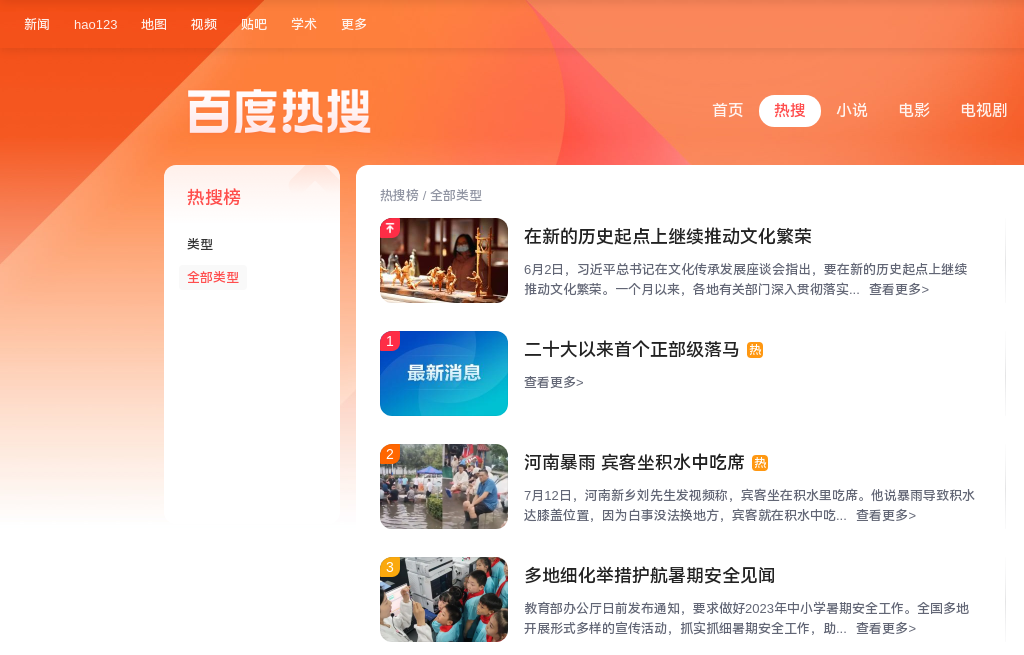 新闻 hao123 地图 视频 贴吧 学术 更多
百度热搜
首页 热搜 小说 电影 电视剧
热搜榜
类型
全部类型
热搜榜 / 全部类型
在新的历史起点上继续推动文化繁荣
6月2日，习近平总书记在文化传承发展座谈会指出，要在新的历史起点上继续
推动文化繁荣。一个月以来，各地有关部门深入贯彻落实... 查看更多>
1
最新消息
二十大以来首个正部级落马 热
查看更多>
2
河南暴雨 宾客坐积水中吃席 热
7月12日，河南新乡刘先生发视频称，宾客坐在积水里吃席。他说暴雨导致积水
达膝盖位置，因为白事没法换地方，宾客就在积水中吃... 查看更多>
3
多地细化举措护航暑期安全见闻
教育部办公厅日前发布通知，要求做好2023年中小学暑期安全工作。全国多地
开展形式多样的宣传活动，抓实抓细暑期安全工作，助... 查看更多>